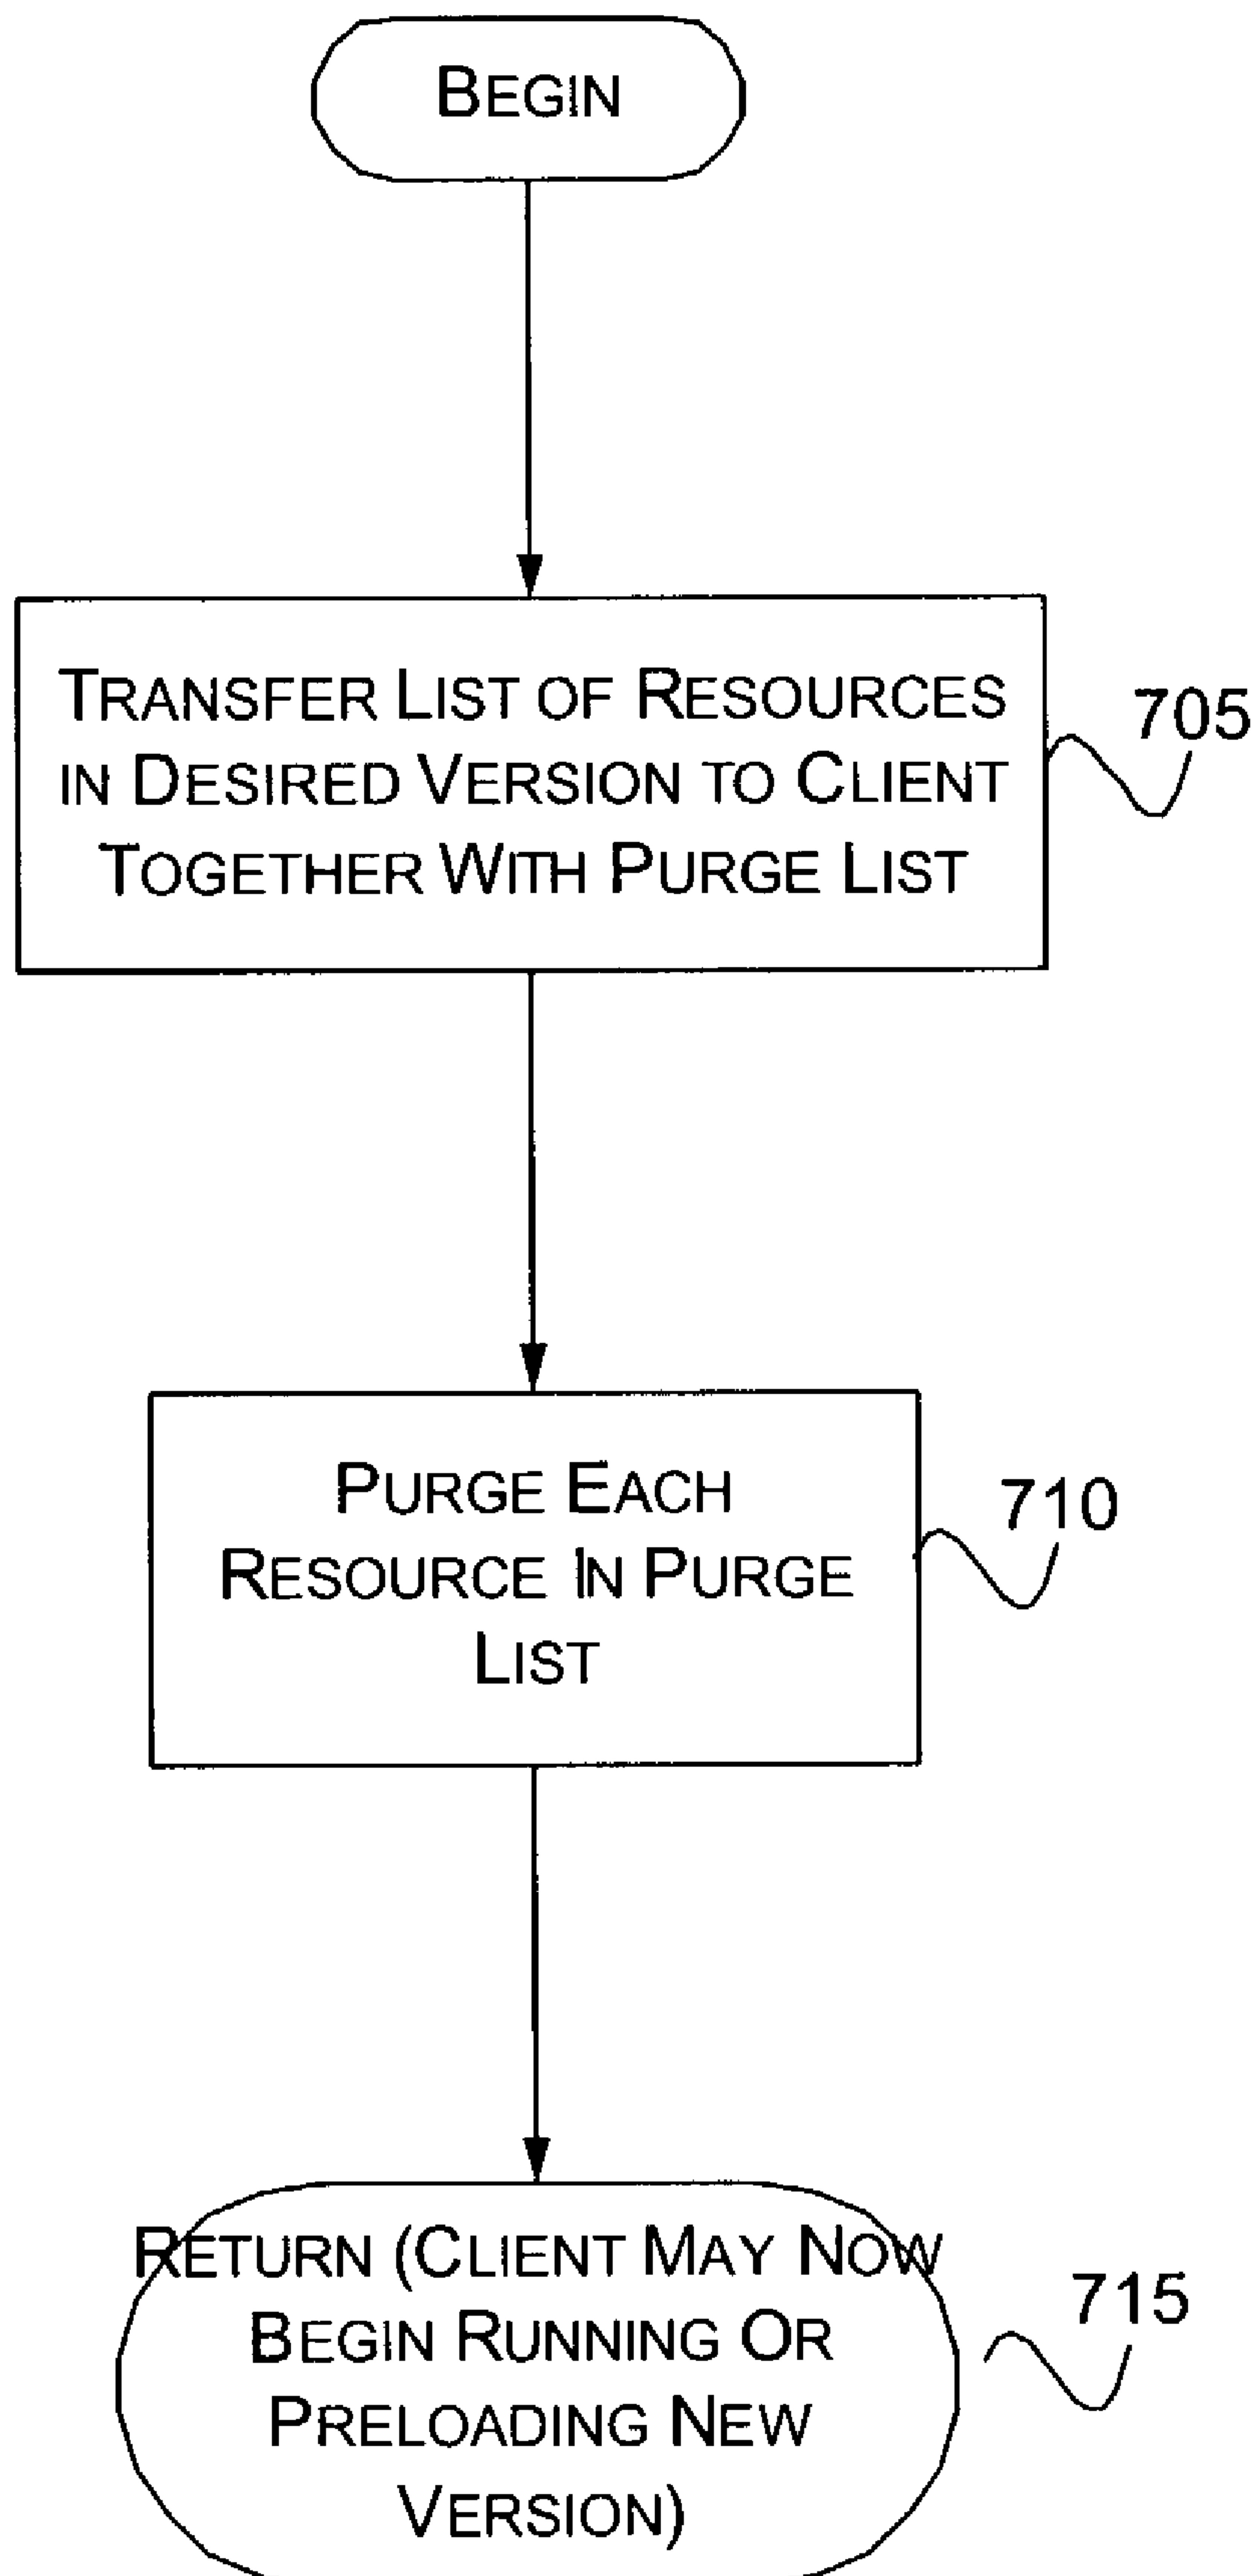 BEGIN
TRANSFER LIST OF RESOURCES
IN DESIRED VERSION TO CLIENT
TOGETHER WITH PURGE LIST
705
PURGE EACH
RESOURCE IN PURGE
LIST
710
RETURN (CLIENT MAY NOW
BEGIN RUNNING OR
PRELOADING NEW
VERSION)
715